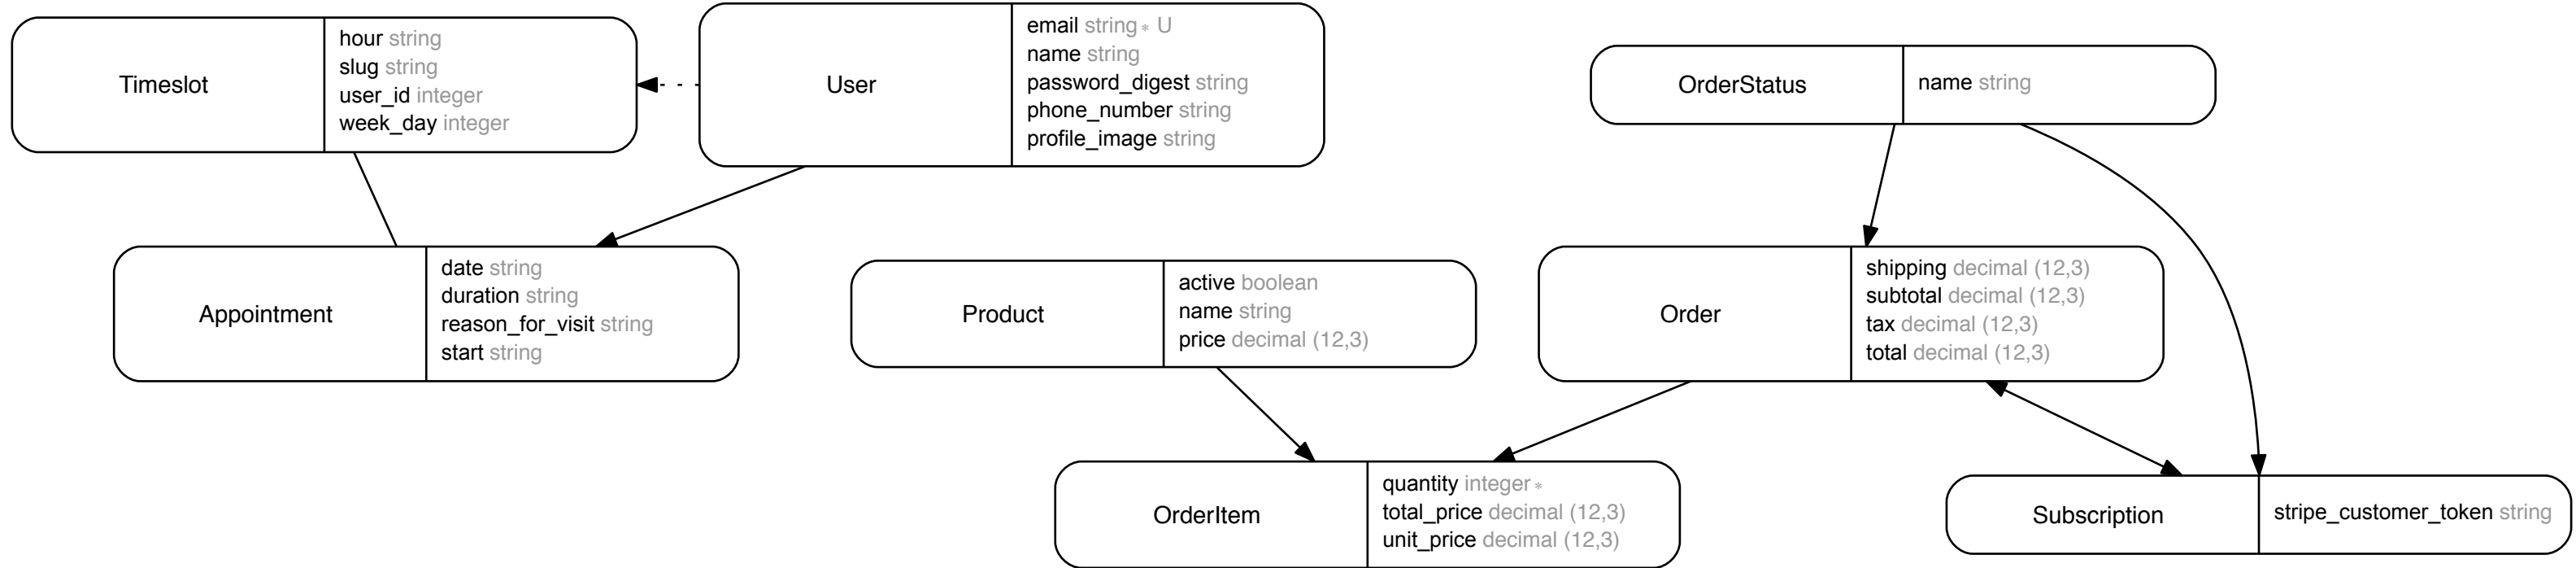 Timeslot
hour string
slug string
user_id integer
week_day integer
User
email string* U
name string
password_digest string
phone_number string
profile_image string
OrderStatus
name string
Appointment
date string
duration string
reason_for_visit string
start string
Product
active boolean
name string
price decimal (12,3)
Order
shipping decimal (12,3)
subtotal decimal (12,3)
tax decimal (12,3)
total decimal (12,3)
OrderItem
quantity integer*
total_price decimal (12,3)
unit_price decimal (12,3)
Subscription
stripe_customer_token string